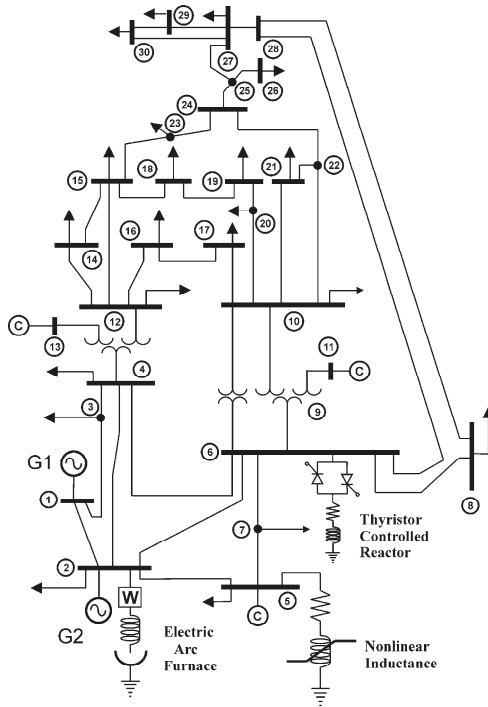 29
30
27
28
25
26
24
23
22
15
18
19
21
20
16
17
14
12
10
C
13
11
C
4
9
3
6
G1
1
7
8
Thyristor
Controlled
Reactor
2
W
C
5
G2
Electric
Arc
Furnace
Nonlinear
Inductance